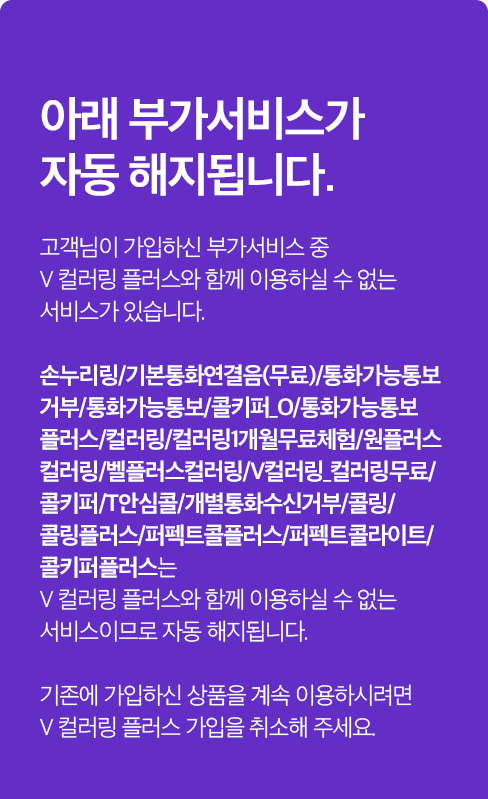 아래 부가서비스가
자동 해지됩니다.
고객님이 가입하신 부가서비스 중
V 컬러링 플러스와 함께 이용하실 수 없는
서비스가 있습니다.
손누리링/기본통화연결음(무료)/통화가능통보
거부/통화가능통보/콜키퍼_O/통화가능통보
플러스/컬러링/컬러링1개월무료체험/원플러스
컬러링/벨플러스컬러링/V컬러링_컬러링무료/
콜키퍼/T안심콜/개별통화수신거부/콜링/
콜링플러스/퍼펙트콜플러스/퍼펙트콜라이트/
콜키퍼플러스는
V 컬러링 플러스와 함께 이용하실 수 없는
서비스이므로 자동 해지됩니다.
기존에 가입하신 상품을 계속 이용하시려면
V 컬러링 플러스 가입을 취소해 주세요.